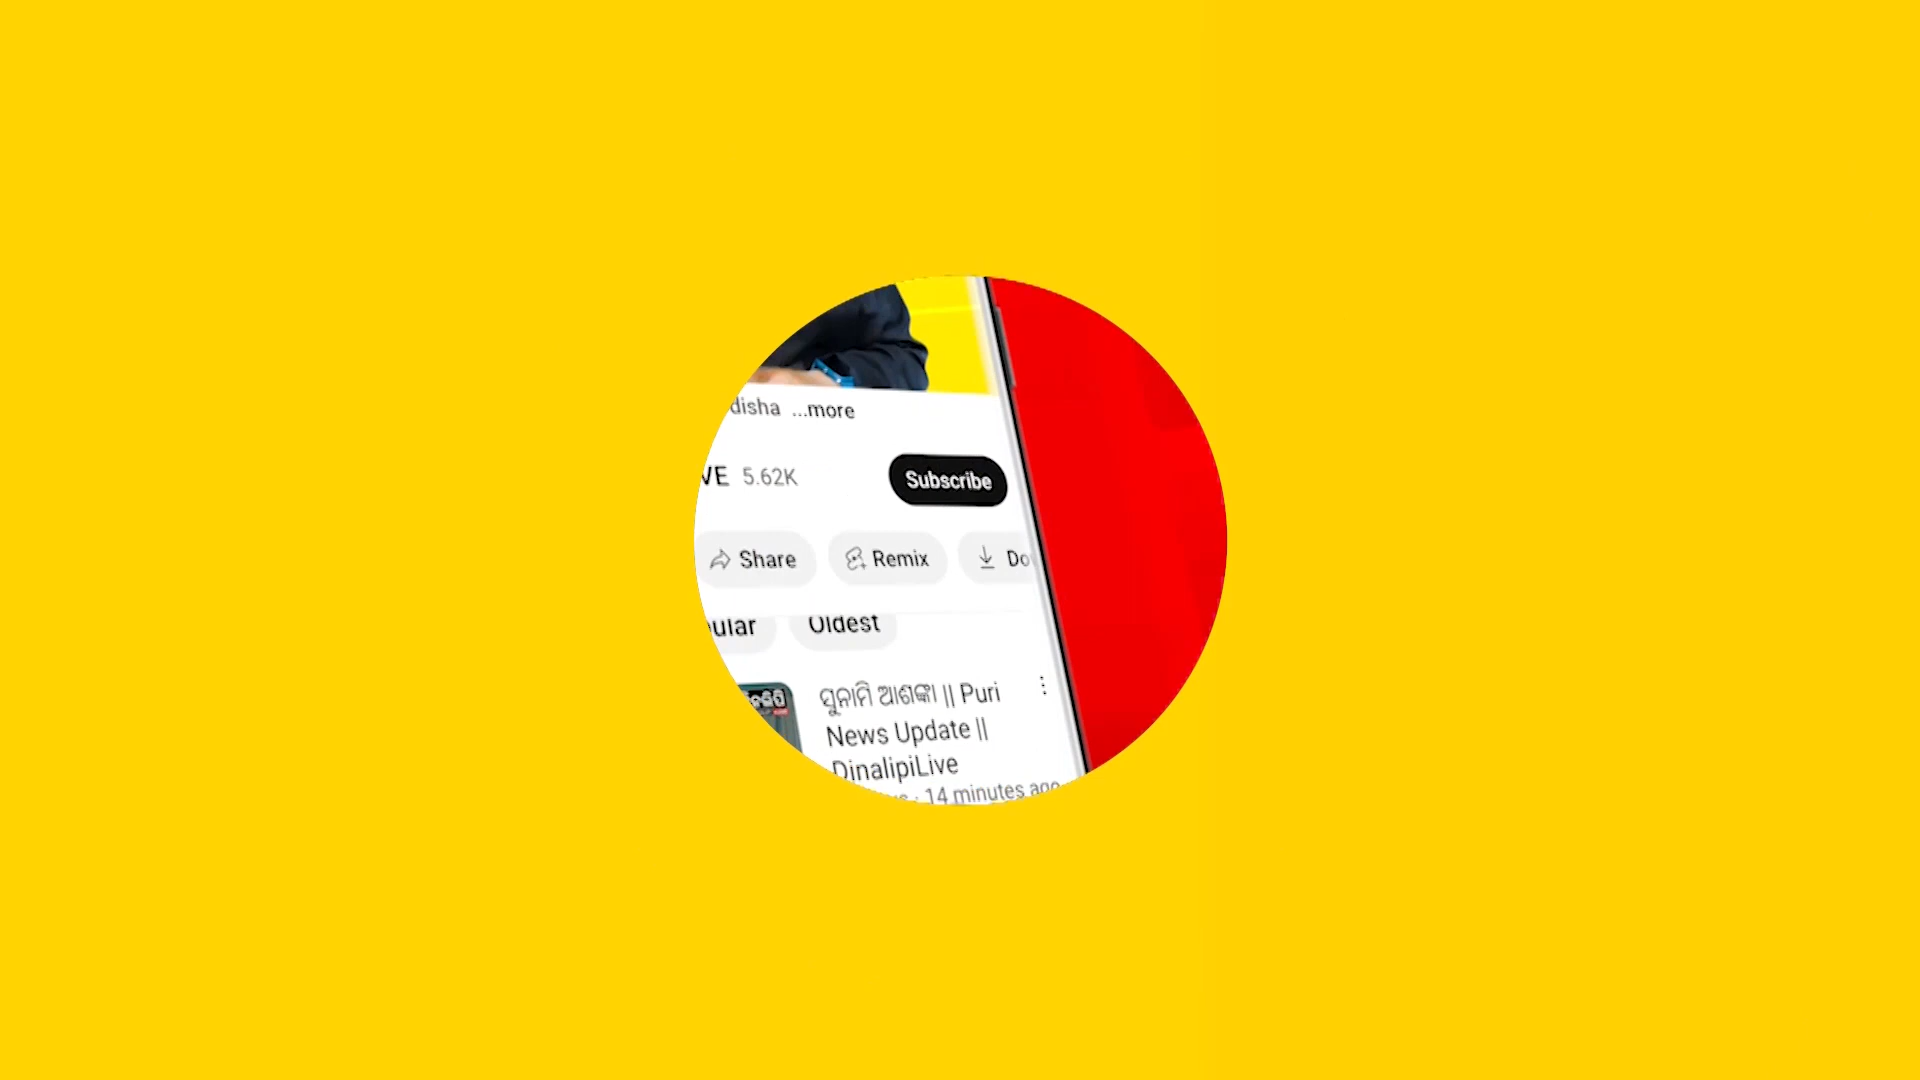 disha ...more
VE 5.62K
Subscribe
Share
Remix
Do
ular
Oldest
ସୁନାମି ଆଶଙ୍କା || Puri
News Update ||
DinalipiLive
14 minutes ago